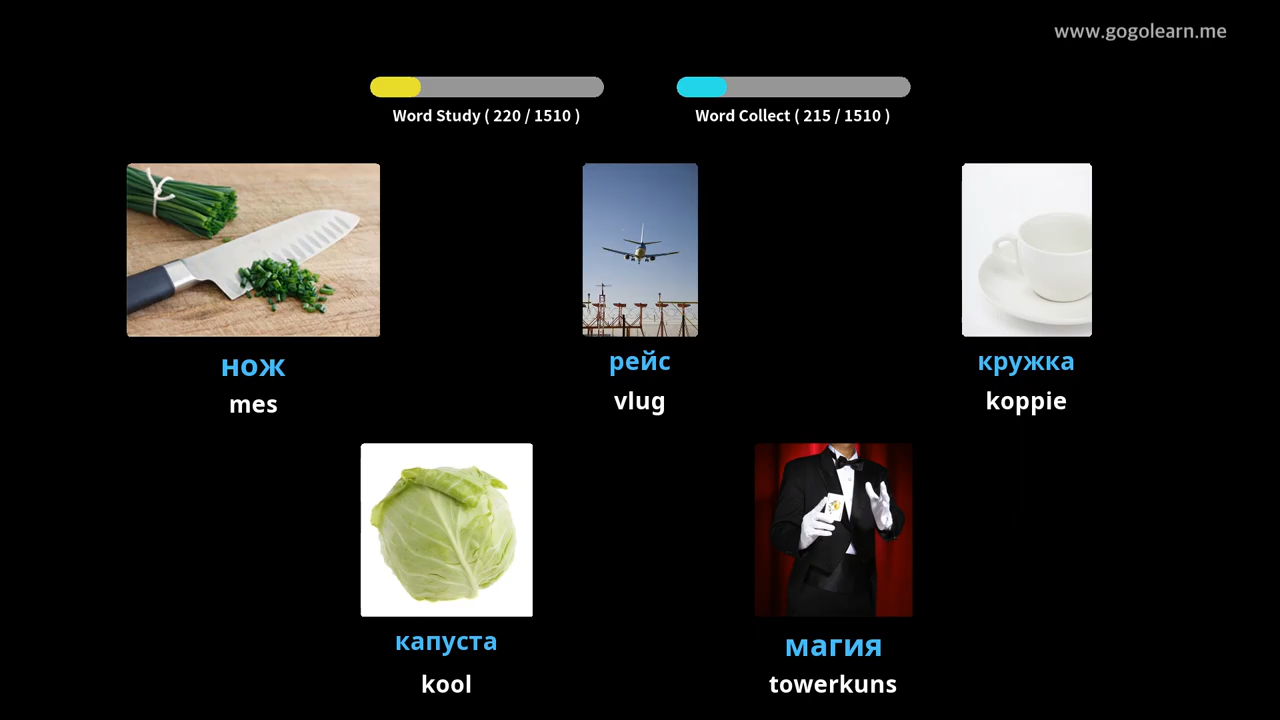 www.gogolearn.me
Word Study ( 220 / 1510 )
Word Collect ( 215 / 1510 )
нож
mes
рейс
vlug
кружка
koppie
капуста
kool
магия
towerkuns